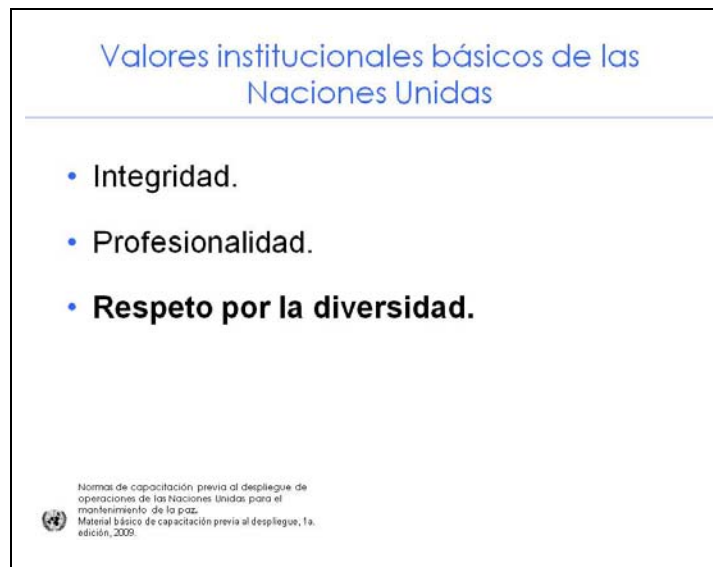 Valores institucionales básicos de las
Naciones Unidas
• Integridad.
• Profesionalidad.
• Respeto por la diversidad.
Normas de capacitación previa al despliegue de
operaciones de las Naciones Unidas para el
mantenimiento de la paz.
Material básico de capacitación previa al despliegue, 1a.
edición, 2009.